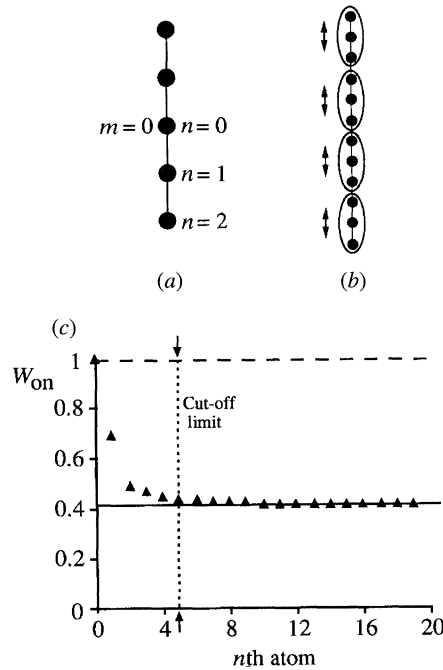 m = 0 n = 0
n = 1
n = 2
(a) (b)
(c)
W_on
1
0.8
0.6
0.4
0.2
0
Cut-off
limit
0 4 8 12 16 20
nth atom